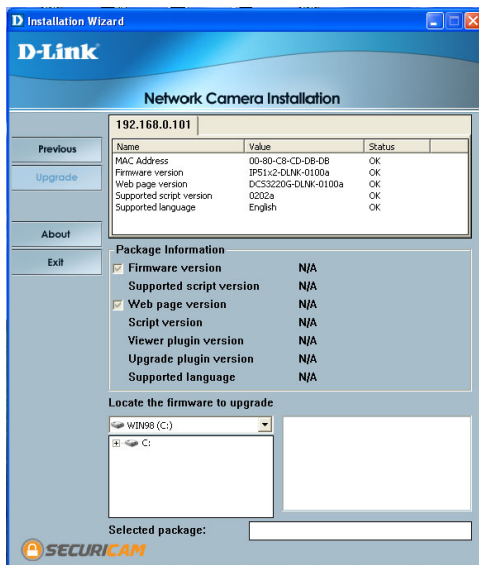 D Installation Wizard
D-Link
Network Camera Installation
192.168.0.101
Previous
Upgrade
About
Exit
Name Value Status
MAC Address 00-80-C8-CD-DB-DB OK
Firmware version IP51x2-DLNK-0100a OK
Web page version DCS3220G-DLNK-0100a OK
Supported script version 0202a OK
Supported language English OK
Package Information
Firmware version N/A
Supported script version N/A
Web page version N/A
Script version N/A
Viewer plugin version N/A
Upgrade plugin version N/A
Supported language N/A
Locate the firmware to upgrade
WIN98 (C:)
C:
Selected package:
SECURICAM